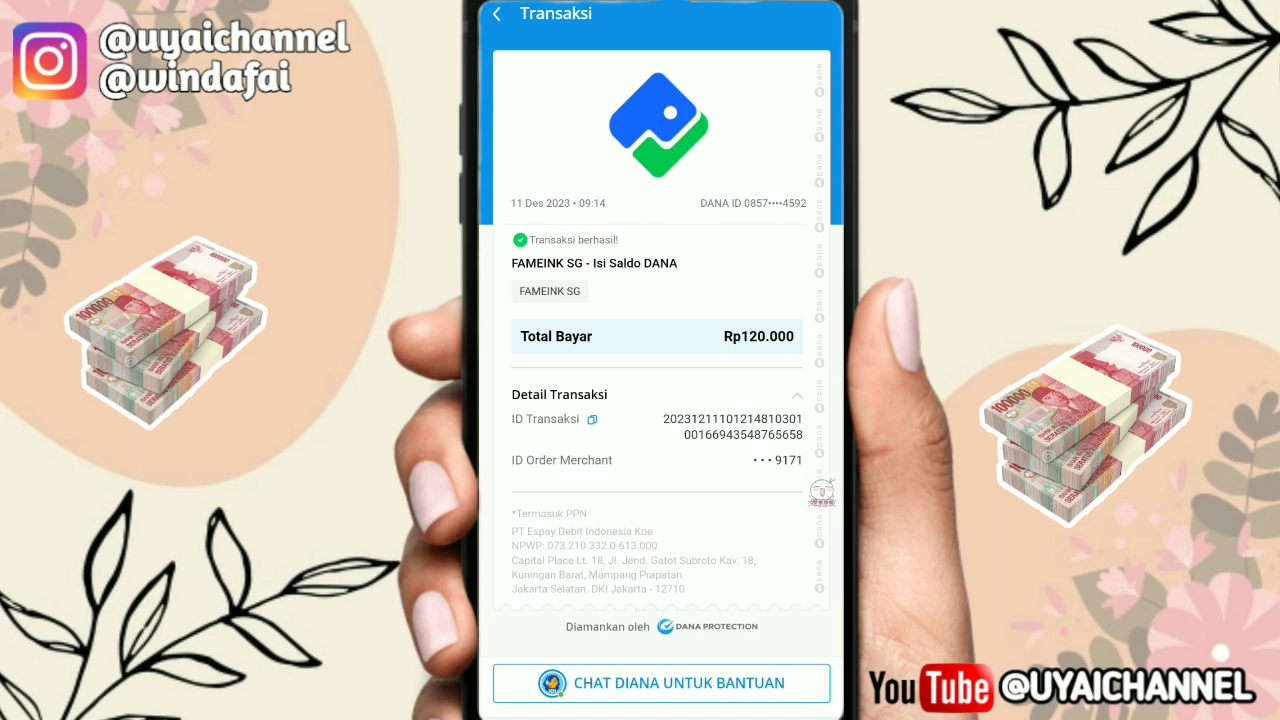 @uyaichannel
@windafai
Transaksi
11 Des 2023 • 09:14
DANA ID 0857••••4592
Transaksi berhasil!
FAMEINK SG - Isi Saldo DANA
FAMEINK SG
Total Bayar
Rp120.000
Detail Transaksi
ID Transaksi
20231211101214810301
00166943548765658
ID Order Merchant
••• 9171
*Termasuk PPN
PT Espay Debit Indonesia Koe
NPWP: 073.210.332.0-613.000
Capital Place Lt. 18, Jl. Jend. Gatot Subroto Kav. 18,
Kuningan Barat, Mampang Prapatan
Jakarta Selatan. DKI Jakarta - 12710
Diamankan oleh
DANA PROTECTION
CHAT DIANA UNTUK BANTUAN
YouTube @UYAICHANNEL
100000
100000